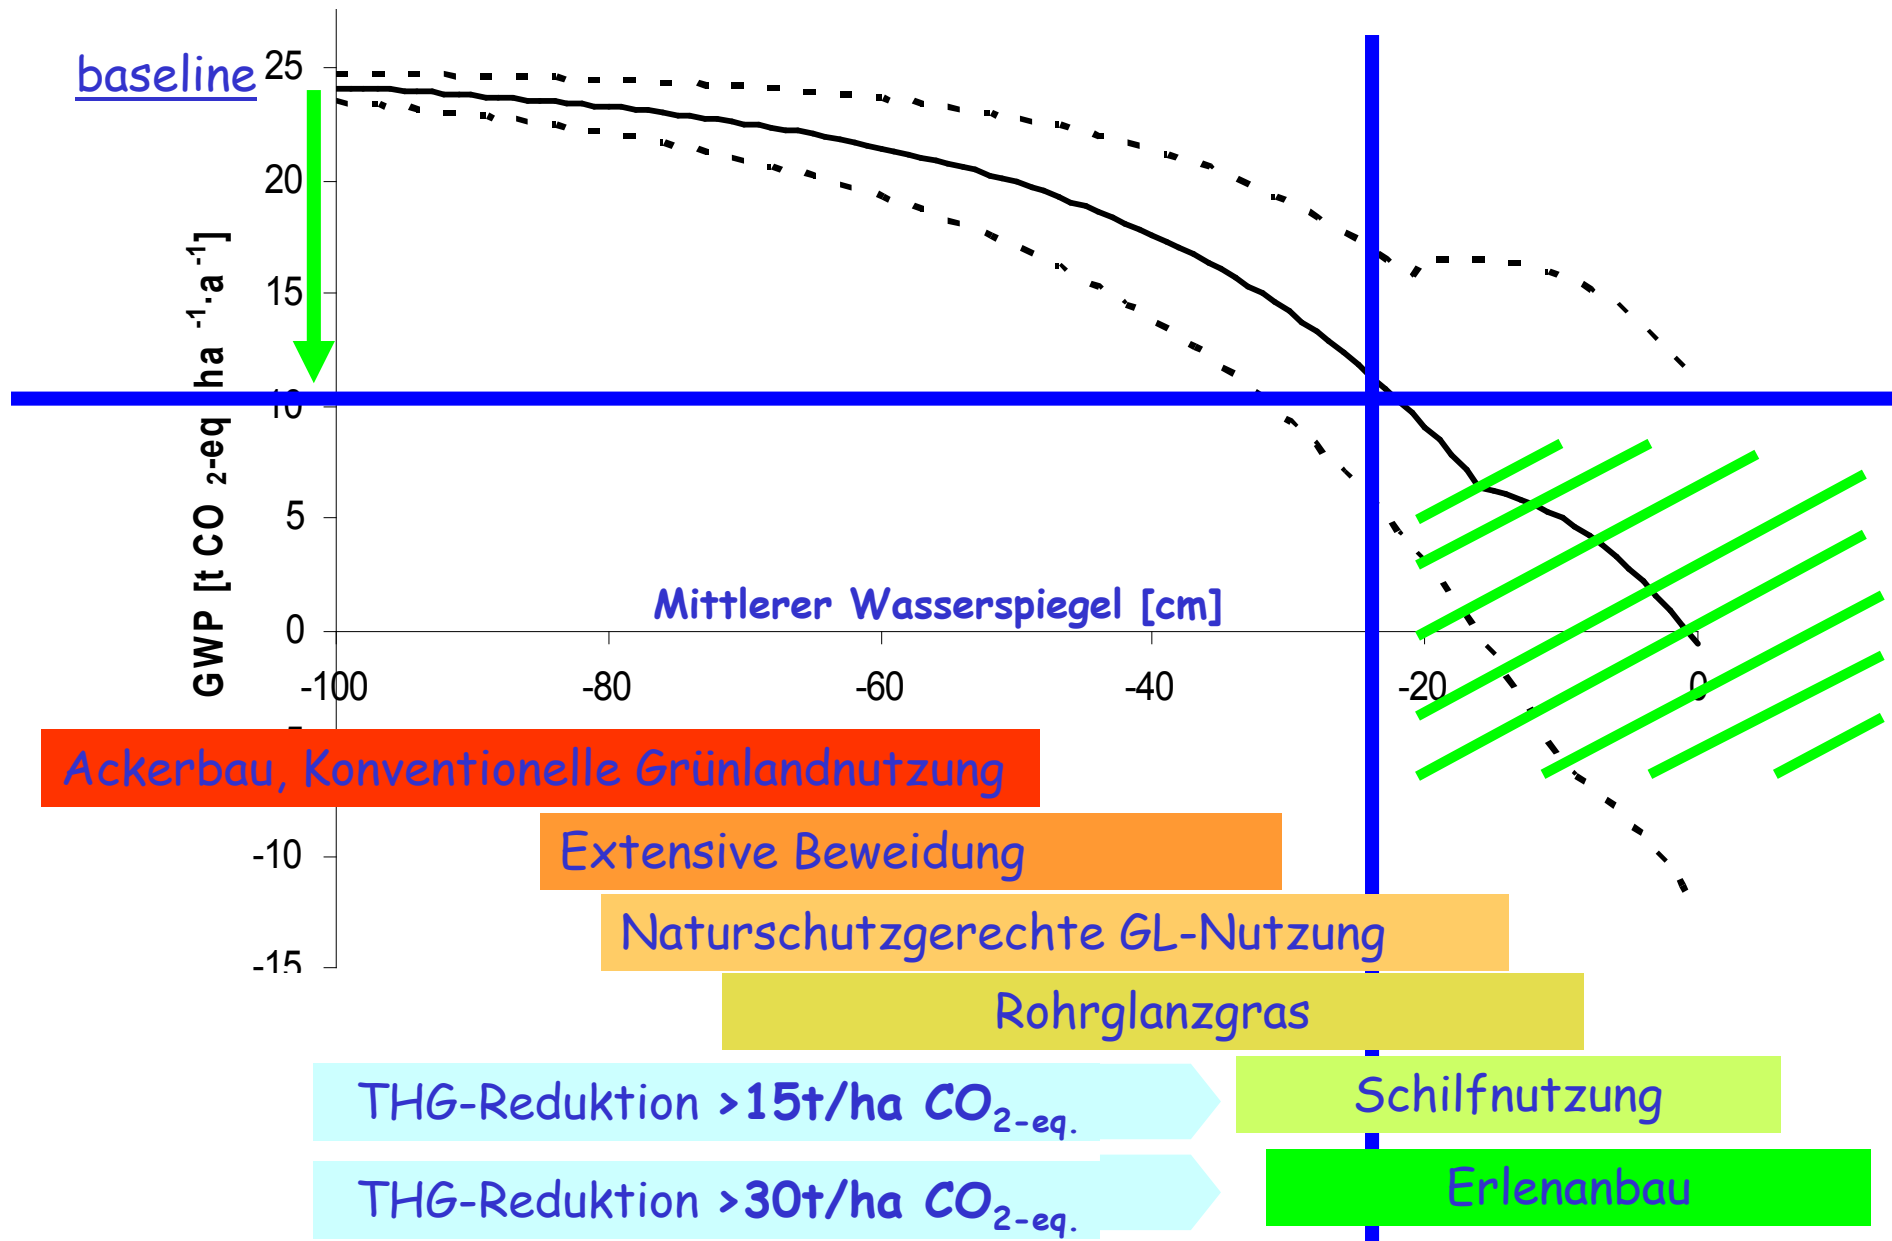 baseline
25
20
15
10
5
0
-10
-15
GWP [t CO 2-eq ha -1·a-1]
Mittlerer Wasserspiegel [cm]
-100 -80 -60 -40 -20 0
Ackerbau, Konventionelle Grünlandnutzung
Extensive Beweidung
Naturschutzgerechte GL-Nutzung
Rohrglanzgras
THG-Reduktion >15t/ha CO2-eq.
Schilfnutzung
THG-Reduktion >30t/ha CO2-eq.
Erlenanbau